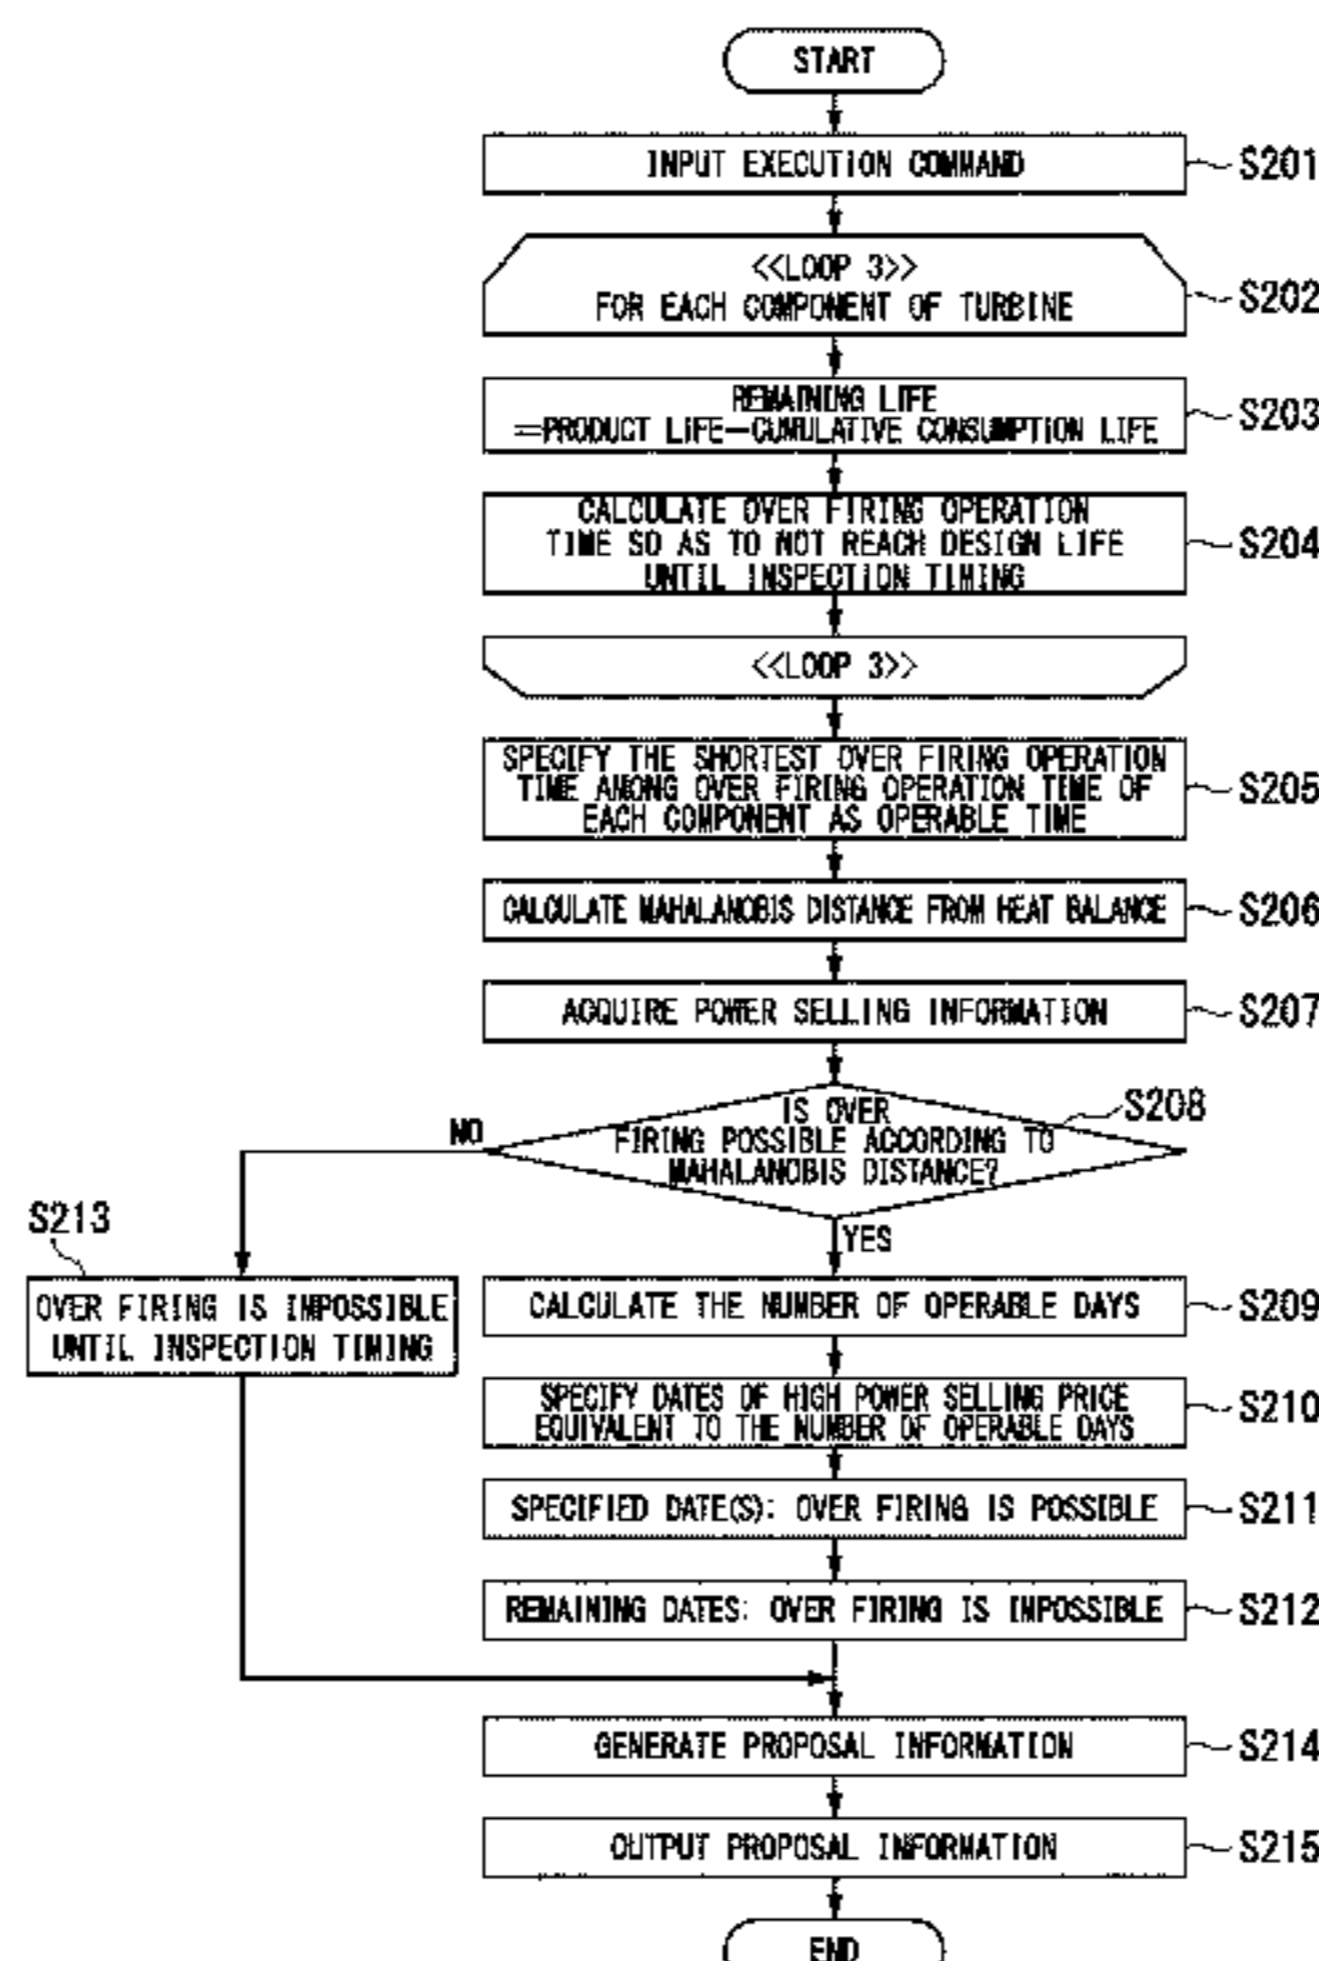 START
INPUT EXECUTION COMMAND
S201
<<LOOP 3>>
FOR EACH COMPONENT OF TURBINE
S202
REMAINING LIFE
=PRODUCT LIFE-CUMULATIVE CONSUMPTION LIFE
S203
CALCULATE OVER FIRING OPERATION
TIME SO AS TO NOT REACH DESIGN LIFE
UNTIL INSPECTION TIMING
S204
<<LOOP 3>>
SPECIFY THE SHORTEST OVER FIRING OPERATION
TIME AMONG OVER FIRING OPERATION TIME OF
EACH COMPONENT AS OPERABLE TIME
S205
CALCULATE MAHALANOBIS DISTANCE FROM HEAT BALANCE
S206
ACQUIRE POWER SELLING INFORMATION
S207
IS OVER
FIRING POSSIBLE ACCORDING TO
MAHALANOBIS DISTANCE?
S208
NO
YES
S213
OVER FIRING IS IMPOSSIBLE
UNTIL INSPECTION TIMING
CALCULATE THE NUMBER OF OPERABLE DAYS
S209
SPECIFY DATES OF HIGH POWER SELLING PRICE
EQUIVALENT TO THE NUMBER OF OPERABLE DAYS
S210
SPECIFIED DATE(S): OVER FIRING IS POSSIBLE
S211
REMAINING DATES: OVER FIRING IS IMPOSSIBLE
S212
GENERATE PROPOSAL INFORMATION
S214
OUTPUT PROPOSAL INFORMATION
S215
END